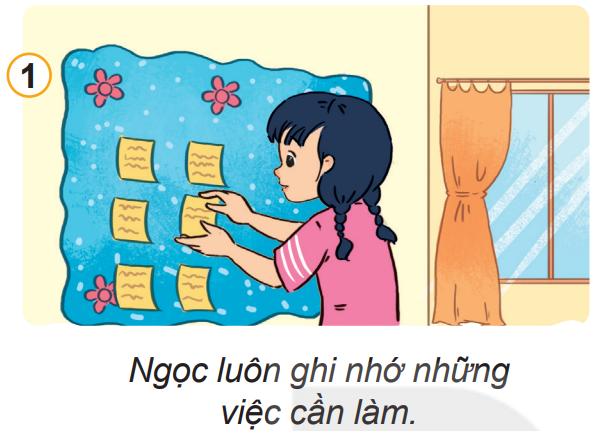 1
Ngọc luôn ghi nhớ những
việc cần làm.